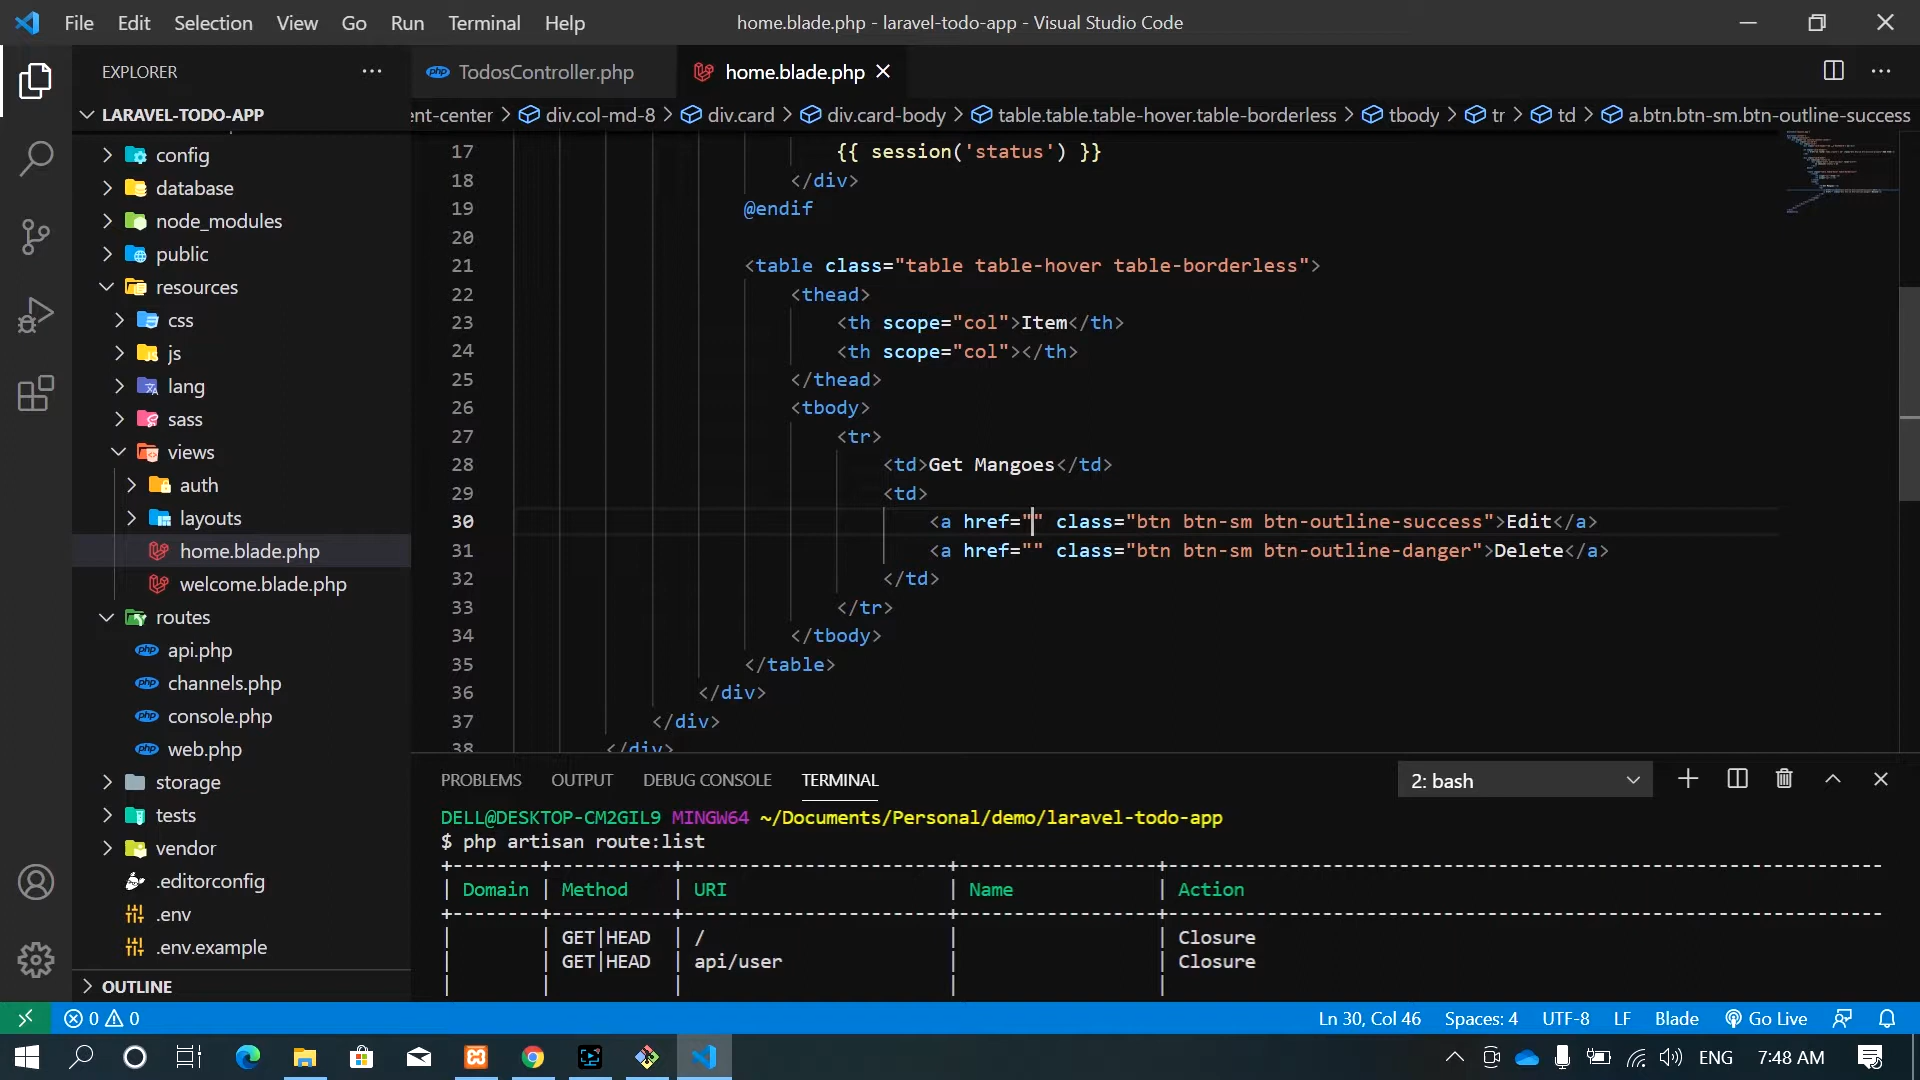 File Edit Selection View Go Run Terminal Help
home.blade.php - laravel-todo-app - Visual Studio Code
EXPLORER
TodosController.php
home.blade.php
LARAVEL-TODO-APP
ent-center > div.col-md-8 > div.card > div.card-body > table.table.table-hover.table-borderless > tbody > tr > td > a.btn.btn-sm.btn-outline-success
config
database
node_modules
public
resources
css
js
lang
sass
views
auth
layouts
home.blade.php
welcome.blade.php
routes
api.php
channels.php
console.php
web.php
storage
tests
vendor
.editorconfig
.env
.env.example
OUTLINE
17 {{ session('status') }}
18 </div>
19 @endif
20
21 <table class="table table-hover table-borderless">
22 <thead>
23 <th scope="col">Item</th>
24 <th scope="col"></th>
25 </thead>
26 <tbody>
27 <tr>
28 <td>Get Mangoes</td>
29 <td>
30 <a href="" class="btn btn-sm btn-outline-success">Edit</a>
31 <a href="" class="btn btn-sm btn-outline-danger">Delete</a>
32 </td>
33 </tr>
34 </tbody>
35 </table>
36 </div>
37 </div>
38 </div>
PROBLEMS OUTPUT DEBUG CONSOLE TERMINAL
2: bash
DELL@DESKTOP-CM2GIL9 MINGW64 ~/Documents/Personal/demo/laravel-todo-app
$ php artisan route:list
| Domain | Method | URI | Name | Action
| | GET|HEAD | / | | Closure
| | GET|HEAD | api/user | | Closure
0 0
Ln 30, Col 46 Spaces: 4 UTF-8 LF Blade Go Live
ENG 7:48 AM